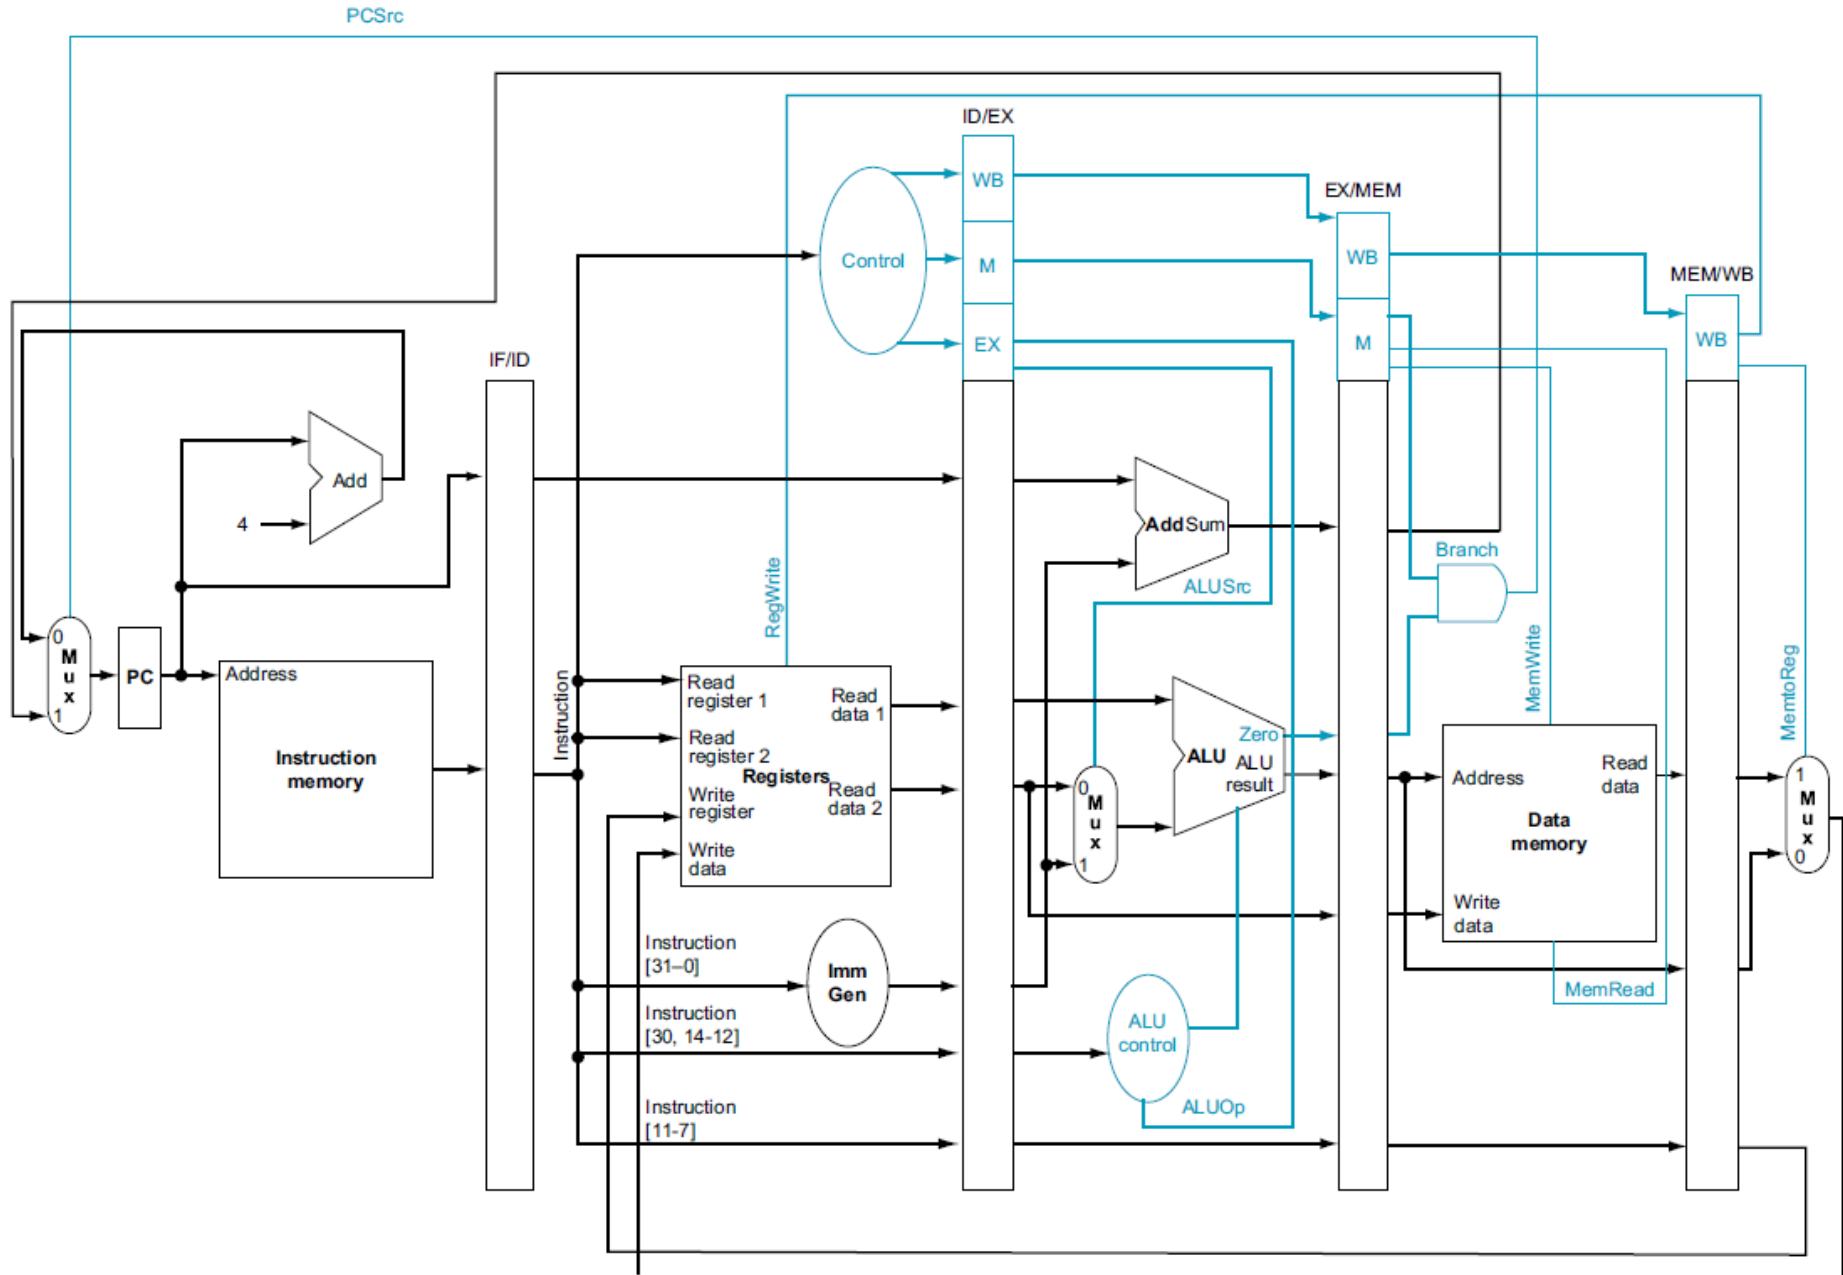 PCSrc
ID/EX
WB
EX/MEM
Control
M
WB
MEM/WB
EX
M
WB
IF/ID
Add
4
Add Sum
Branch
ALUSrc
RegWrite
MemWrite
MemtoReg
0
M
u
x
1
PC
Address
Instruction
memory
Instruction
Read
register 1
Read
data 1
Read
register 2
Registers
Write
register
Read
data 2
Write
data
Zero
ALU
ALU
result
0
M
u
x
1
Address
Read
data
Data
memory
Write
data
1
M
u
x
0
Instruction
[31–0]
Imm
Gen
MemRead
Instruction
[30, 14-12]
ALU
control
Instruction
[11-7]
ALUOp